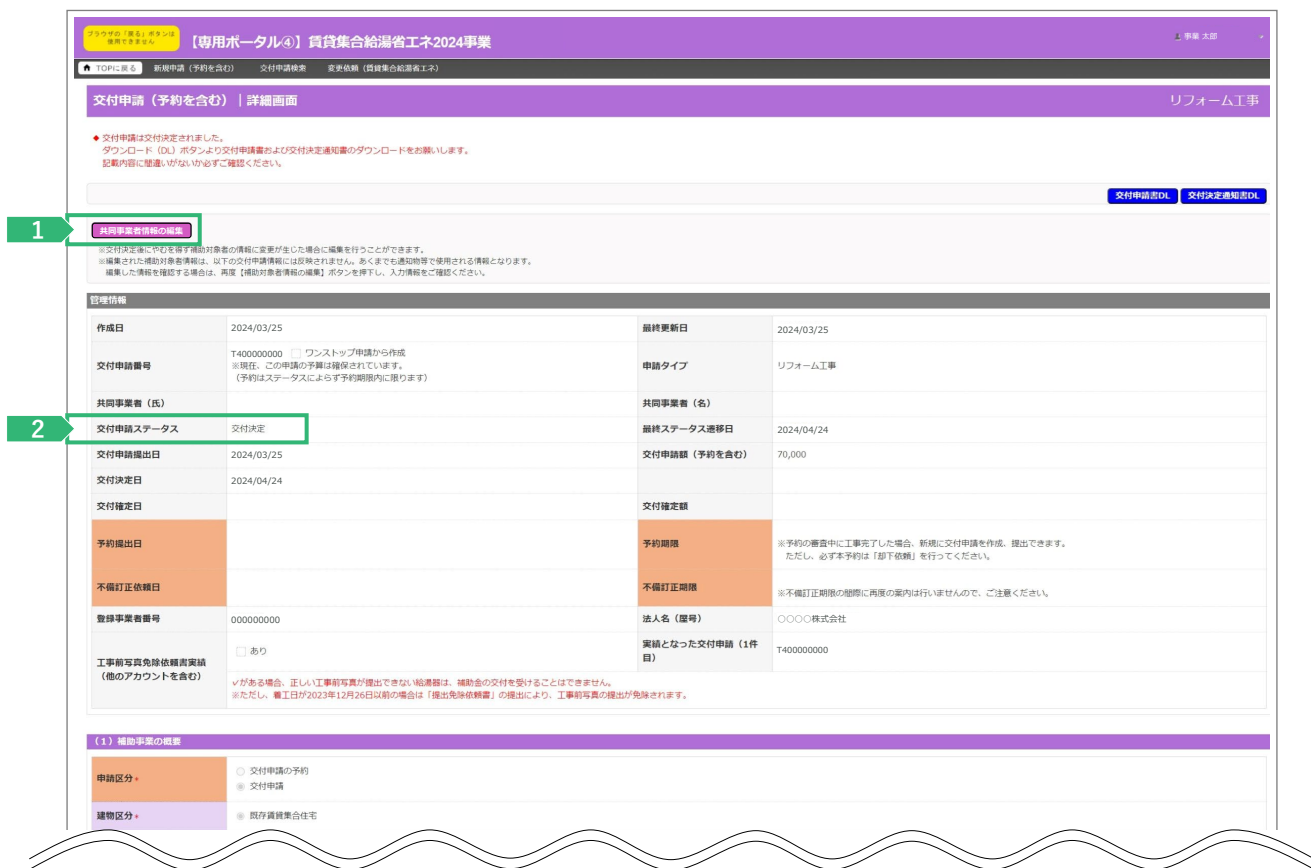 ブラウザの「戻る」ボタンは
使用できません
【専用ポータル④】賃貸集合給湯省エネ2024事業
事業 太郎
TOPに戻る 新規申請（予約を含む） 交付申請検索 変更依頼（賃貸集合給湯省エネ）
交付申請（予約を含む）｜詳細画面 リフォーム工事
◆ 交付申請は交付決定されました。
ダウンロード（DL）ボタンより交付申請書および交付決定通知書のダウンロードをお願いします。
記載内容に間違いがないか必ずご確認ください。
交付申請書DL 交付決定通知書DL
1
共同事業者情報の編集
※交付決定後にやむを得ず補助対象者の情報に変更が生じた場合に編集を行うことができます。
※編集された補助対象者情報は、以下の交付申請情報には反映されません。あくまでも通知物等で使用される情報となります。
編集した情報を確認する場合は、再度【補助対象者情報の編集】ボタンを押下し、入力情報をご確認ください。
管理情報
作成日 2024/03/25 最終更新日 2024/03/25
交付申請番号 T400000000 ワンストップ申請から作成
※現在、この申請の予算は確保されています。
（予約はステータスによらず予約期限内に限ります）
申請タイプ リフォーム工事
共同事業者（氏） 共同事業者（名）
2
交付申請ステータス 交付決定 最終ステータス遷移日 2024/04/24
交付申請提出日 2024/03/25 交付申請額（予約を含む） 70,000
交付決定日 2024/04/24
交付確定日 交付確定額
予約提出日 予約期限 ※予約の審査中に工事完了した場合、新規に交付申請を作成、提出できます。
ただし、必ず本予約は「却下依頼」を行ってください。
不備訂正依頼日 不備訂正期限 ※不備訂正期限の間際に再度の案内は行いませんので、ご注意ください。
登録事業者番号 000000000 法人名（屋号） ○○○○株式会社
工事前写真免除依頼書実績
（他のアカウントを含む）
あり
実績となった交付申請（1件
目）
T400000000
✓がある場合、正しい工事前写真が提出できない給湯器は、補助金の交付を受けることはできません。
※ただし、着工日が2023年12月26日以前の場合は「提出免除依頼書」の提出により、工事前写真の提出が免除されます。
（1）補助事業の概要
申請区分* 交付申請の予約
交付申請
建物区分* 既存賃貸集合住宅